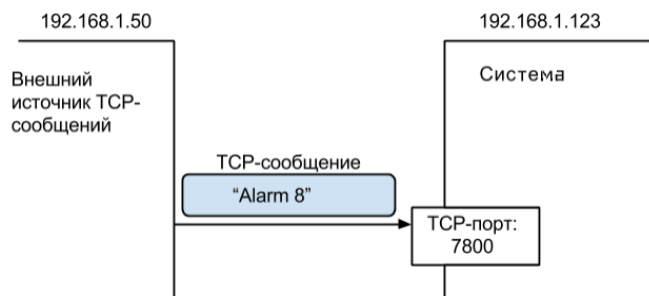 192.168.1.50
192.168.1.123
Внешний
источник TCP-
сообщений
Система
TCP-сообщение
“Alarm 8”
TCP-порт:
7800